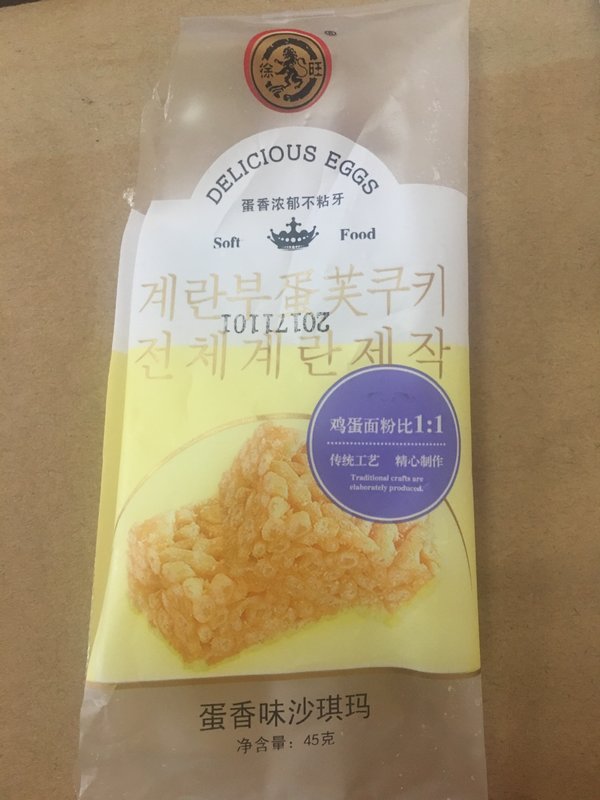 徐 旺
®
DELICIOUS EGGS
蛋香浓郁不粘牙
Soft Food
계란부蛋芙쿠키
20171101
전체계란제작
鸡蛋面粉比1:1
传统工艺 精心制作
Traditional crafts are
elaborately produced.
蛋香味沙琪玛
净含量：45克